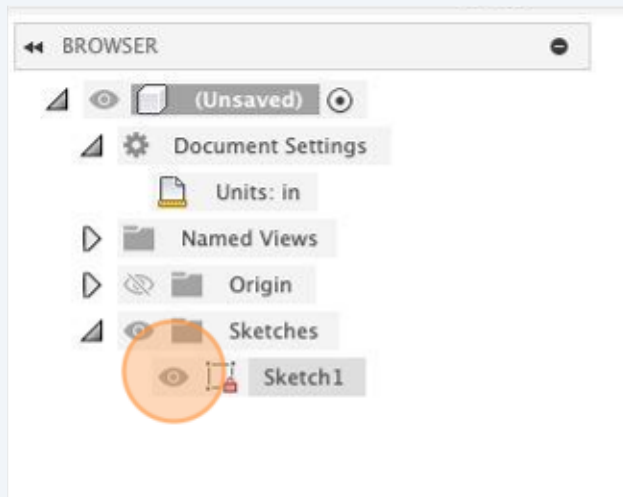 BROWSER
(Unsaved)
Document Settings
Units: in
Named Views
Origin
Sketches
Sketch1